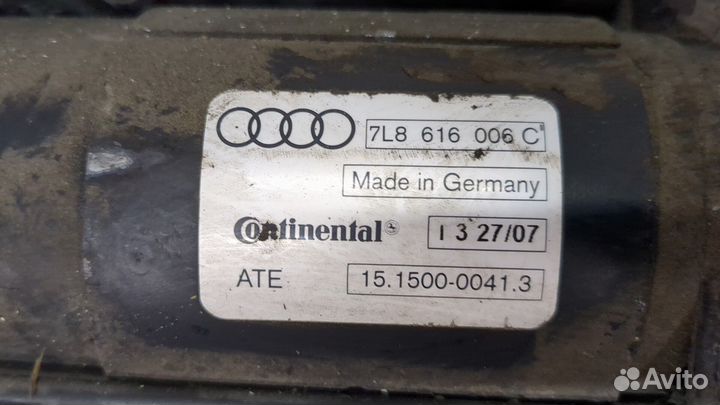 7L8 616 006 C
Made in Germany
Continental
I 3 27/07
ATE
15.1500-0041.3
Avito